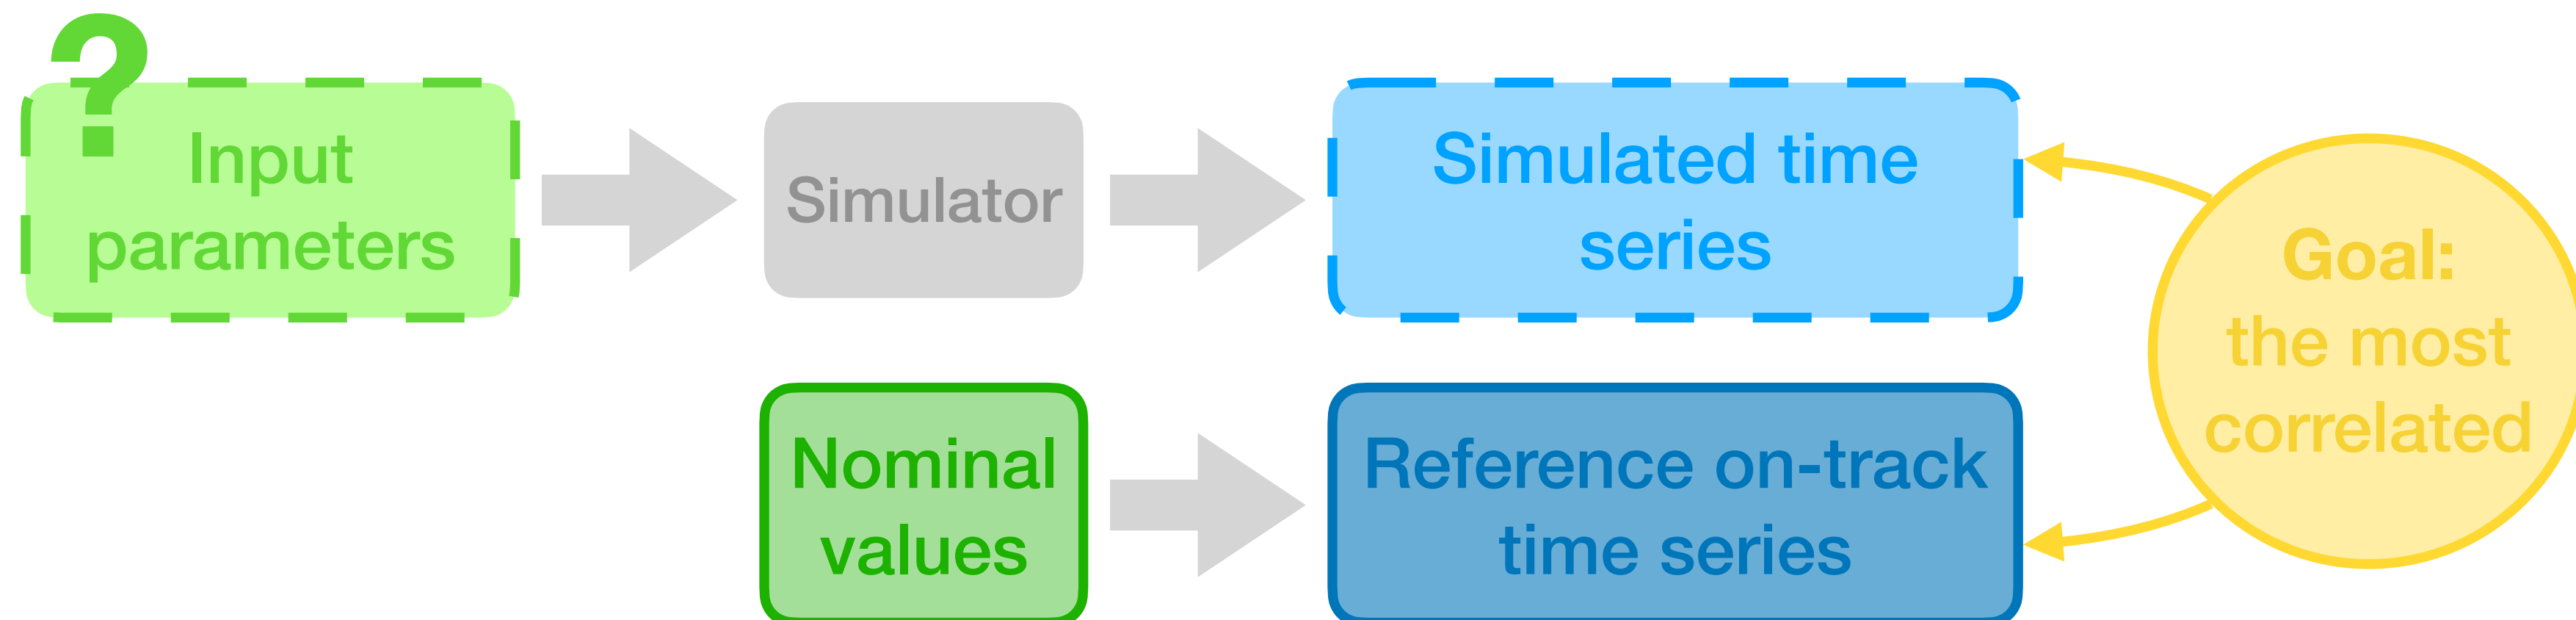 ?
Input
parameters
Simulator
Simulated time
series
Goal:
the most
correlated
Nominal
values
Reference on-track
time series